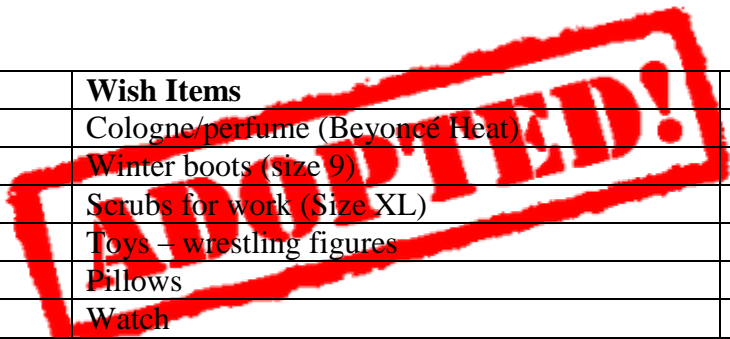 Wish Items
Cologne/perfume (Beyoncé Heat)
Winter boots (size 9)
Scrubs for work (Size XL)
Toys – wrestling figures
Pillows
Watch
ADOPTED!